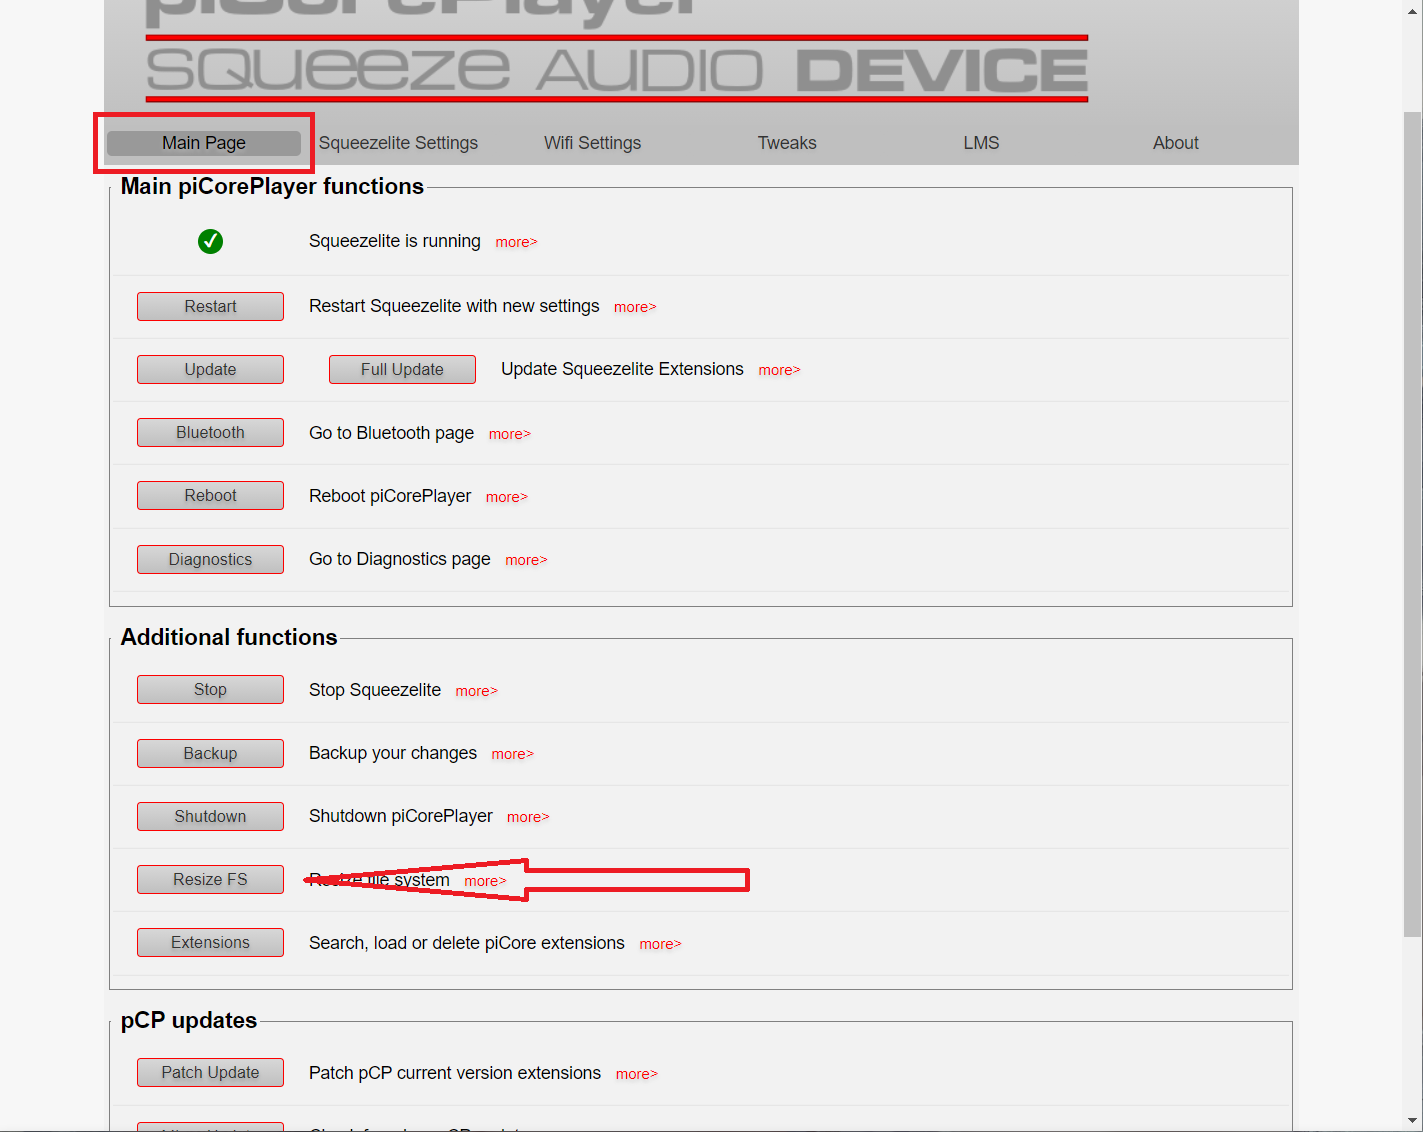 piCorePlayer
SQUEEZE AUDIO DEVICE
Main Page Squeezelite Settings Wifi Settings Tweaks LMS About
Main piCorePlayer functions
Squeezelite is running more>
Restart Restart Squeezelite with new settings more>
Update Full Update Update Squeezelite Extensions more>
Bluetooth Go to Bluetooth page more>
Reboot Reboot piCorePlayer more>
Diagnostics Go to Diagnostics page more>
Additional functions
Stop Stop Squeezelite more>
Backup Backup your changes more>
Shutdown Shutdown piCorePlayer more>
Resize FS Resize file system more>
Extensions Search, load or delete piCore extensions more>
pCP updates
Patch Update Patch pCP current version extensions more>